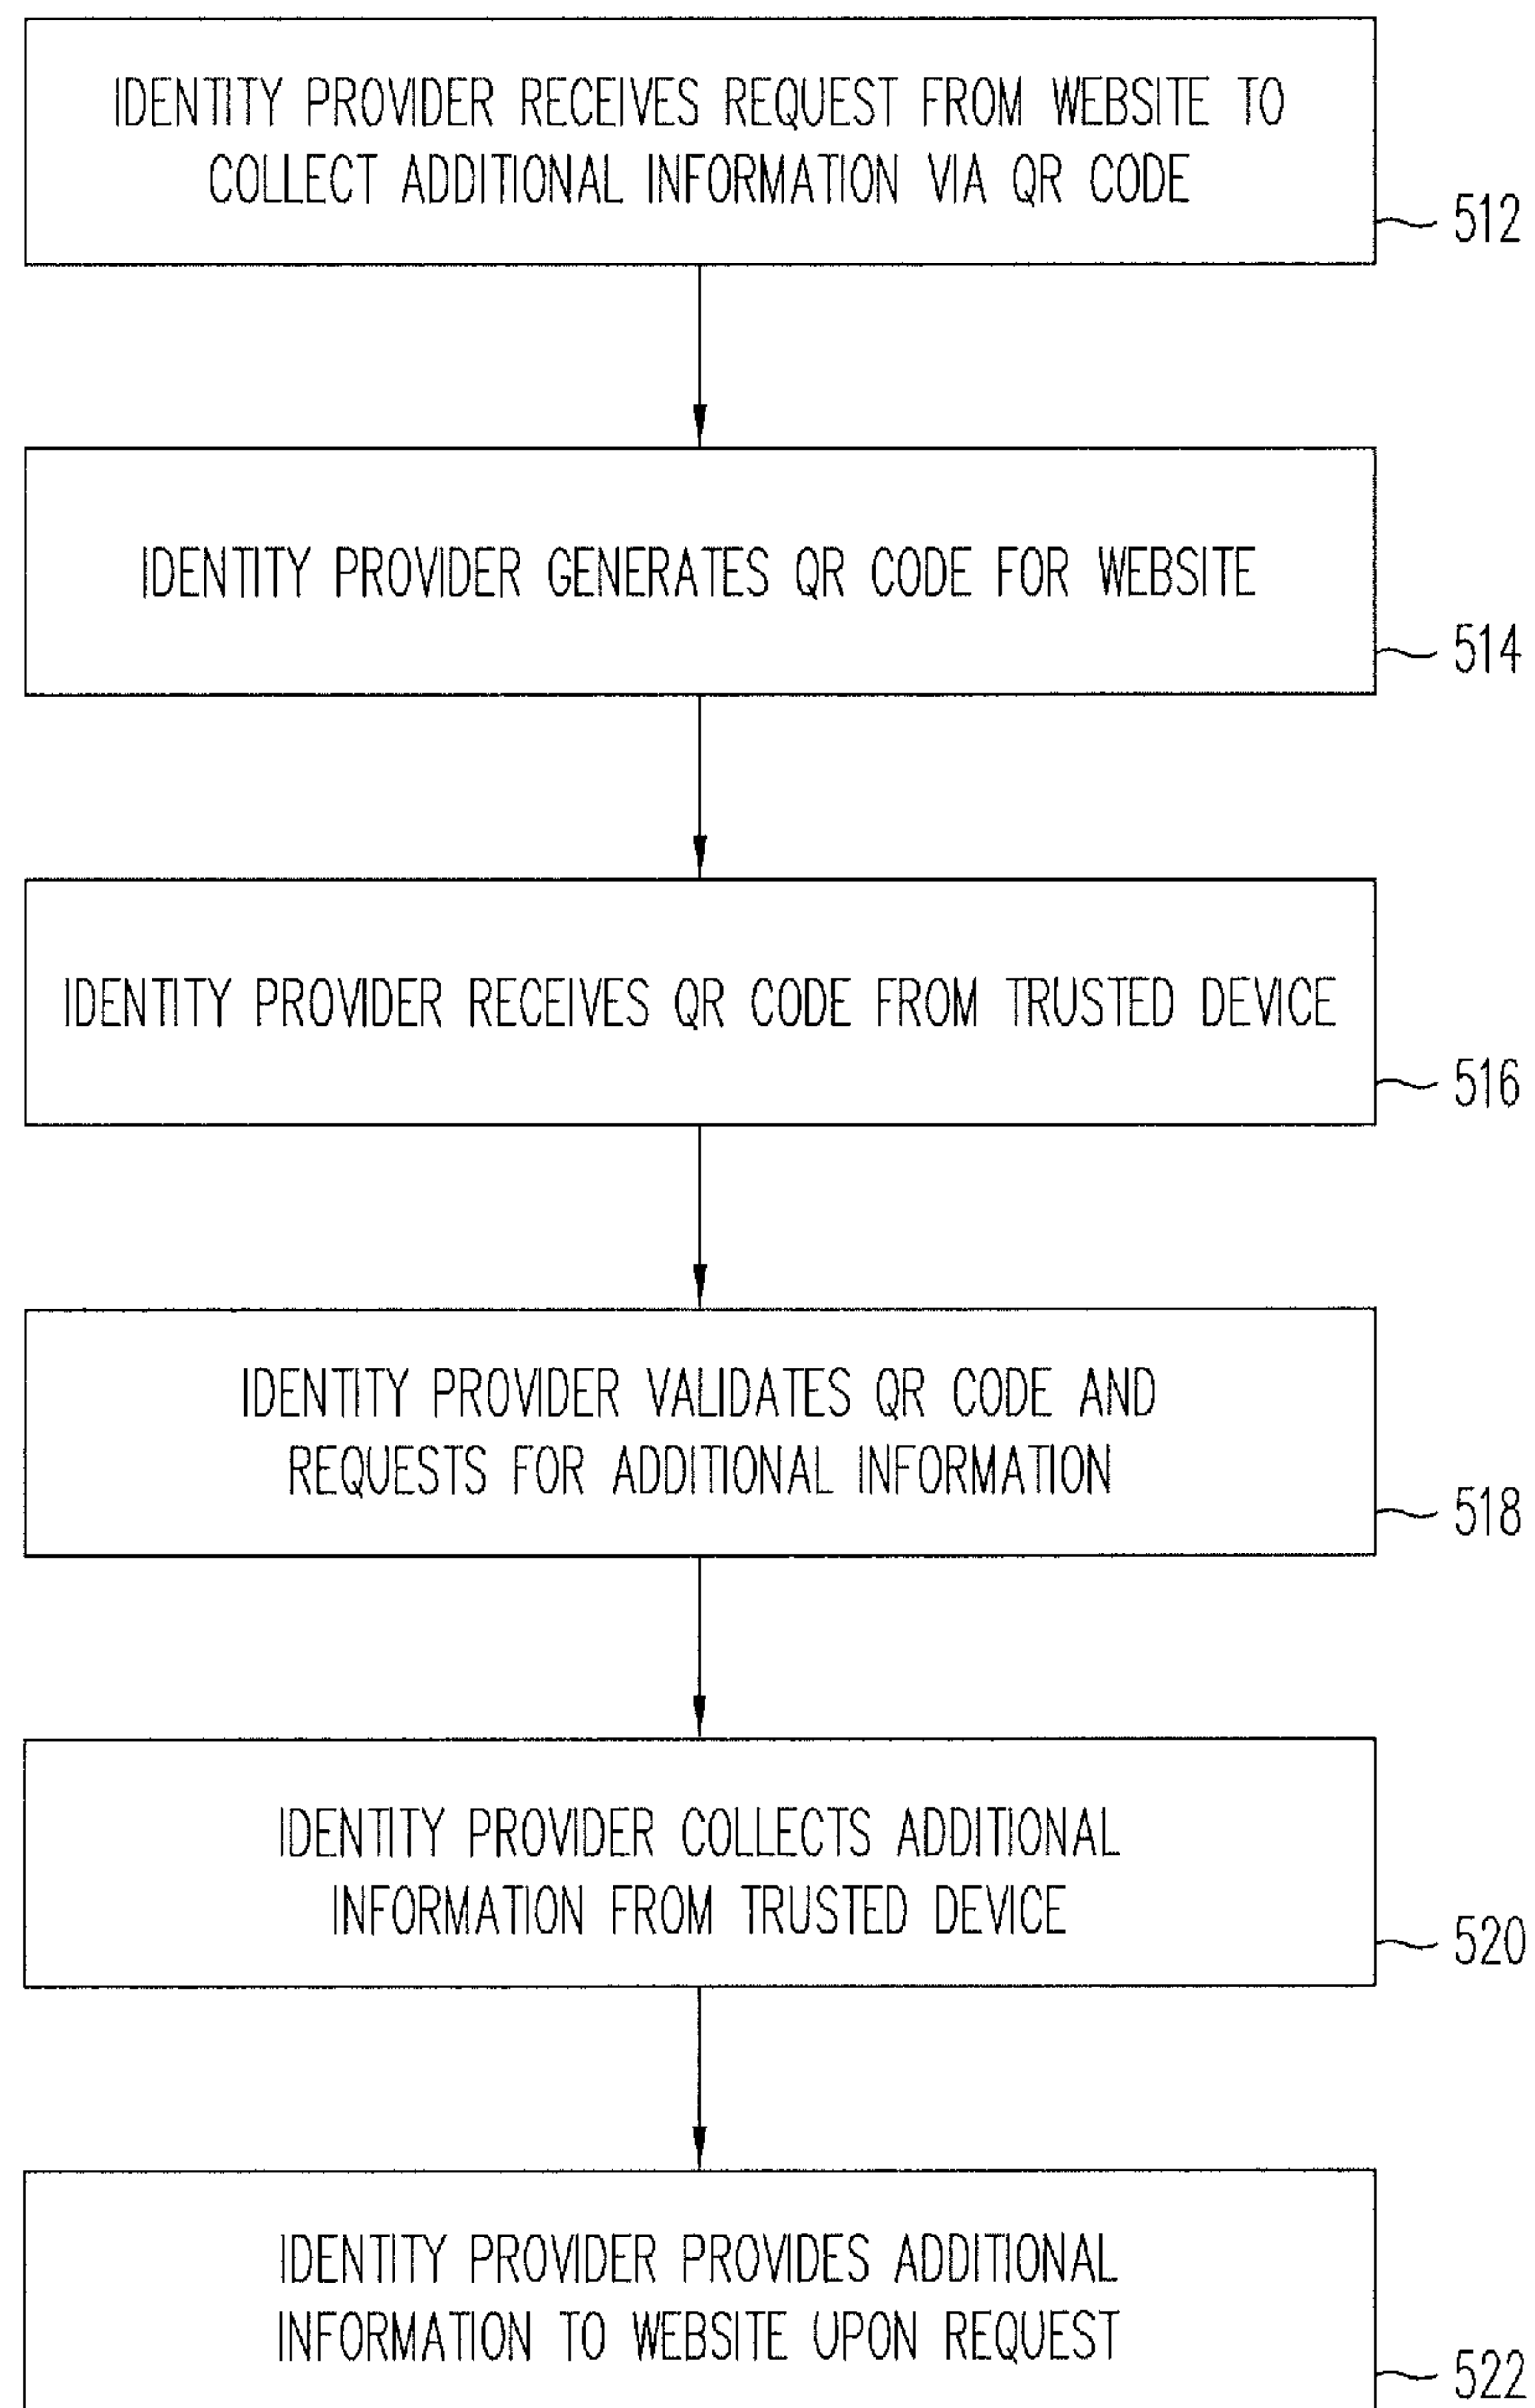 IDENTITY PROVIDER RECEIVES REQUEST FROM WEBSITE TO
COLLECT ADDITIONAL INFORMATION VIA QR CODE
512
IDENTITY PROVIDER GENERATES QR CODE FOR WEBSITE
514
IDENTITY PROVIDER RECEIVES QR CODE FROM TRUSTED DEVICE
516
IDENTITY PROVIDER VALIDATES QR CODE AND
REQUESTS FOR ADDITIONAL INFORMATION
518
IDENTITY PROVIDER COLLECTS ADDITIONAL
INFORMATION FROM TRUSTED DEVICE
520
IDENTITY PROVIDER PROVIDES ADDITIONAL
INFORMATION TO WEBSITE UPON REQUEST
522